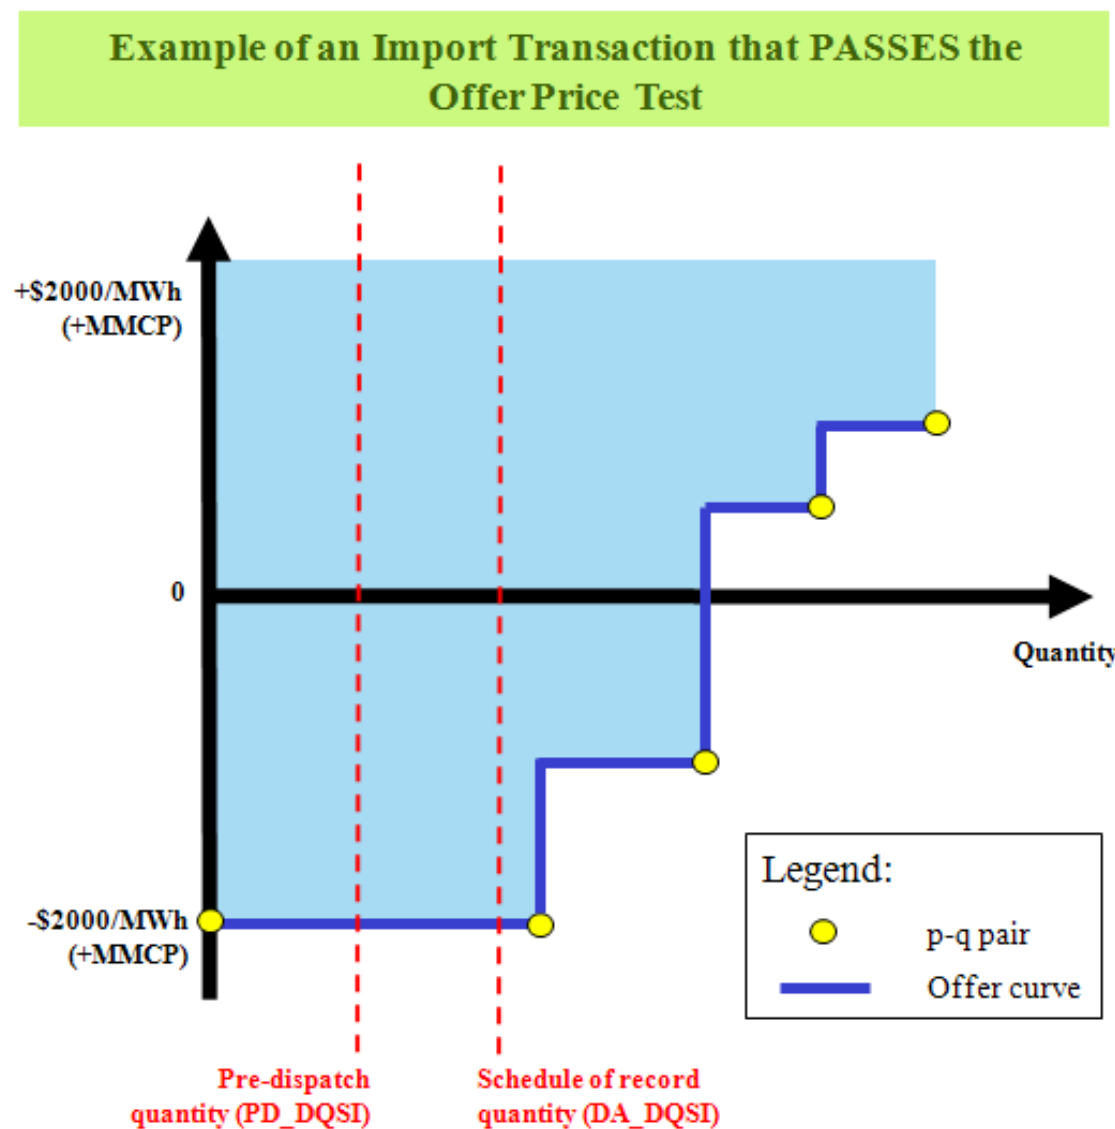 Example of an Import Transaction that PASSES the
Offer Price Test
+$2000/MWh
(+MMCP)
0
Quantity
-$2000/MWh
(+MMCP)
Legend:
p-q pair
Offer curve
Pre-dispatch
quantity (PD_DQSI)
Schedule of record
quantity (DA_DQSI)